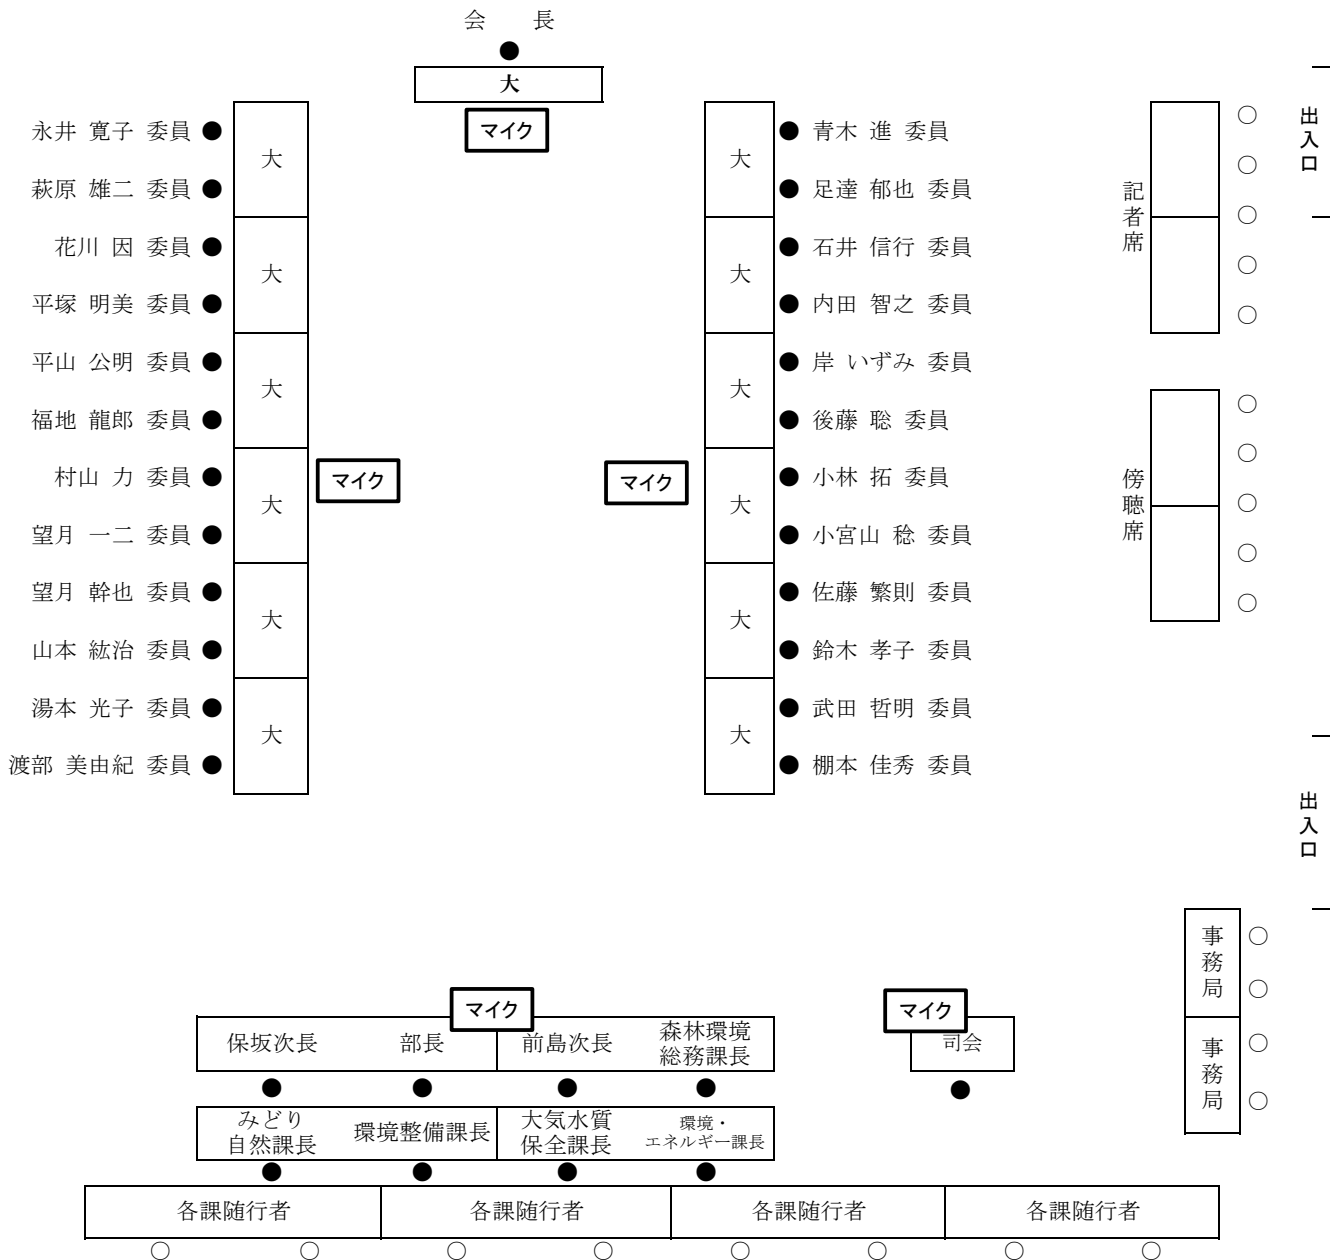 会　長
大
マイク
永井 寛子 委員
萩原 雄二 委員
花川 因 委員
平塚 明美 委員
平山 公明 委員
福地 龍郎 委員
村山 力 委員
望月 一二 委員
望月 幹也 委員
山本 紘治 委員
湯本 光子 委員
渡部 美由紀 委員
大
大
大
大
大
大
マイク
マイク
大
大
大
大
大
大
青木 進 委員
足達 郁也 委員
石井 信行 委員
内田 智之 委員
岸 いずみ 委員
後藤 聡 委員
小林 拓 委員
小宮山 稔 委員
佐藤 繁則 委員
鈴木 孝子 委員
武田 哲明 委員
棚本 佳秀 委員
記者席
傍聴席
出入口
出入口
事務局
事務局
マイク
マイク
保坂次長
部長
前島次長
森林環境
総務課長
司会
みどり
自然課長
環境整備課長
大気水質
保全課長
環境・
エネルギー課長
各課随行者
各課随行者
各課随行者
各課随行者